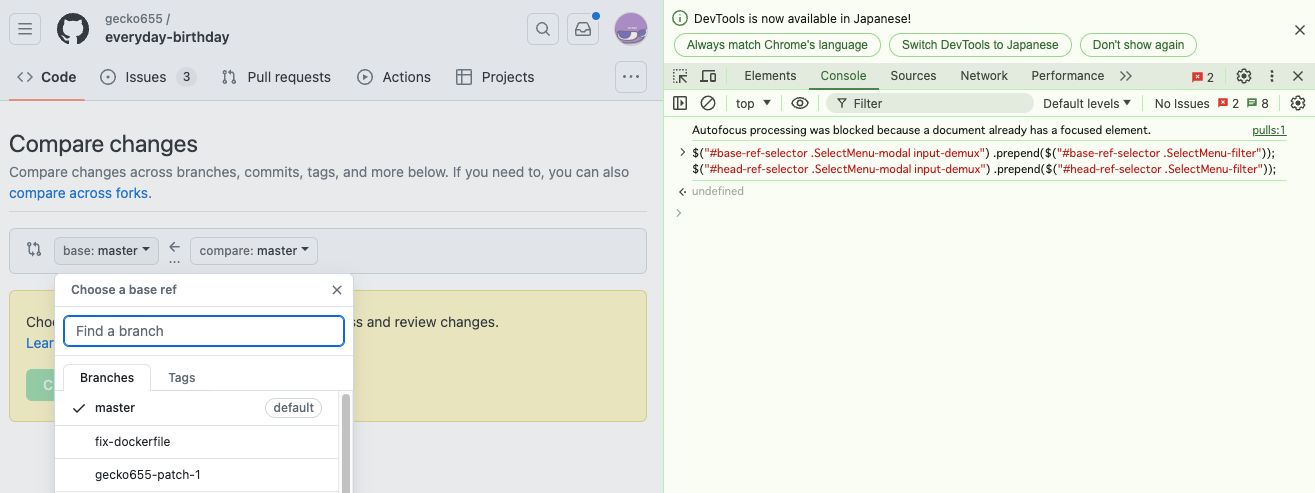 gecko655 /
everyday-birthday
Code
Issues 3
Pull requests
Actions
Projects
Compare changes
Compare changes across branches, commits, tags, and more below. If you need to, you can also
compare across forks.
base: master
...
compare: master
Choose a base ref
Find a branch
Branches
Tags
master
default
fix-dockerfile
gecko655-patch-1
ss and review changes.
DevTools is now available in Japanese!
Always match Chrome's language
Switch DevTools to Japanese
Don't show again
Elements
Console
Sources
Network
Performance
2
top
Filter
Default levels
No Issues
2
8
Autofocus processing was blocked because a document already has a focused element.
pulls:1
$("#base-ref-selector .SelectMenu-modal input-demux") .prepend($("#base-ref-selector .SelectMenu-filter"));
$("#head-ref-selector .SelectMenu-modal input-demux") .prepend($("#head-ref-selector .SelectMenu-filter"));
undefined